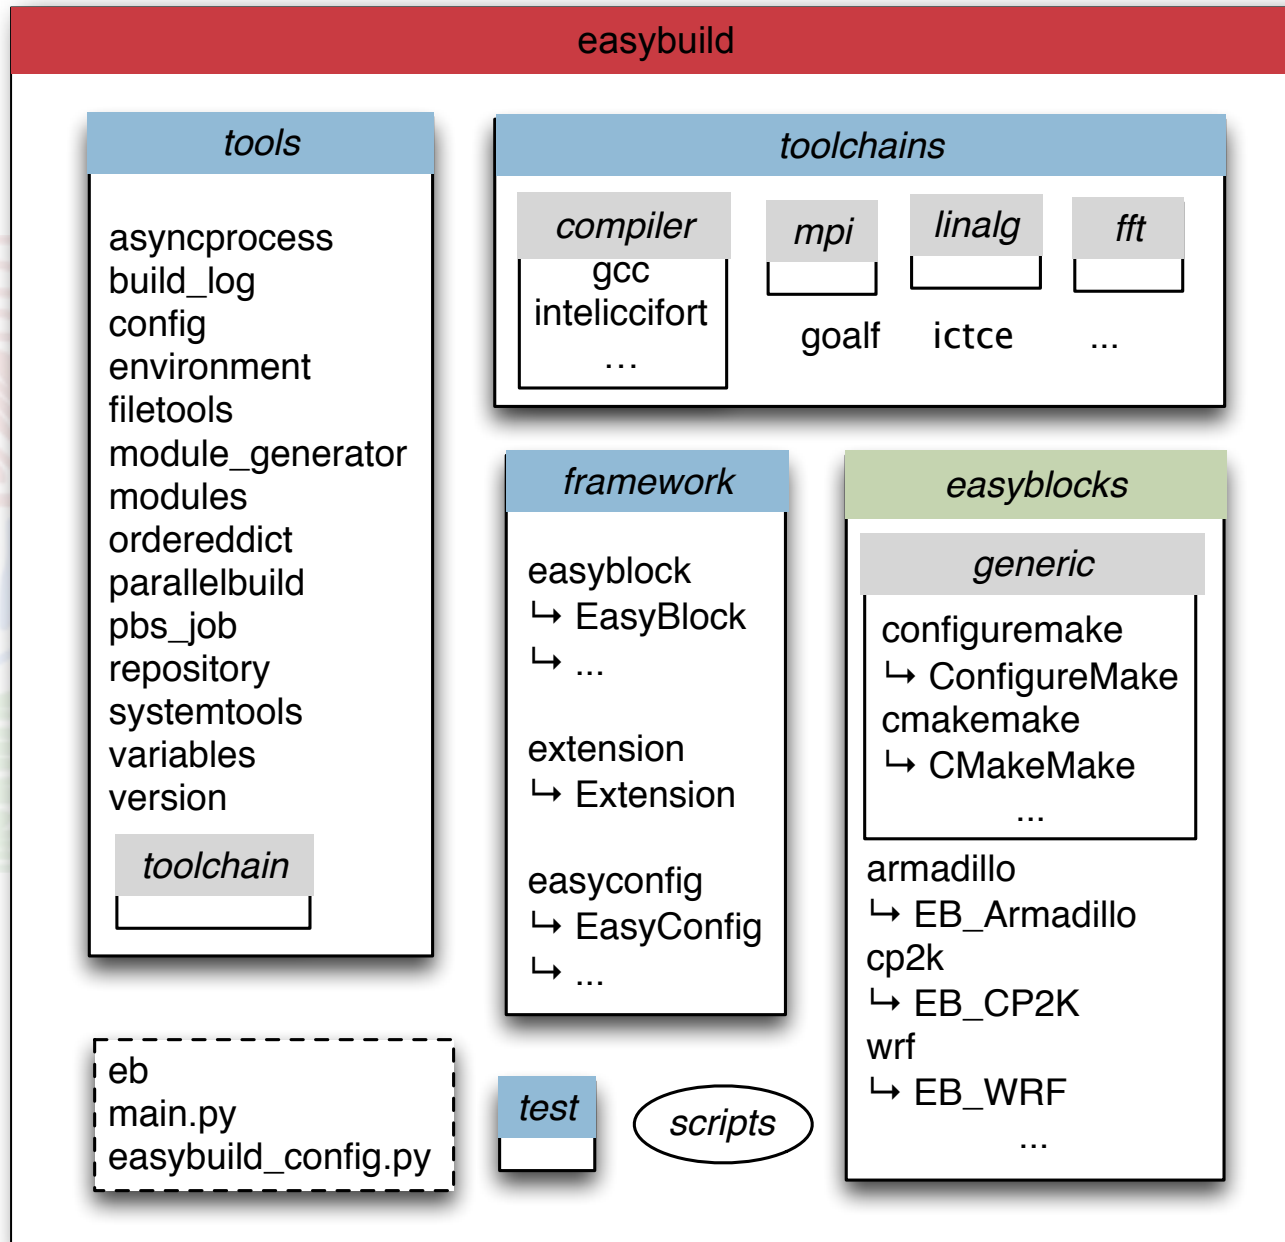 easybuild
tools
asyncprocess
build_log
config
environment
filetools
module_generator
modules
ordereddict
parallelbuild
pbs_job
repository
systemtools
variables
version
toolchain
toolchains
compiler
gcc
inteliccifort
...
mpi
linalg
fft
goalf ictce ...
framework
easyblock
↳ EasyBlock
↳ ...
extension
↳ Extension
easyconfig
↳ EasyConfig
↳ ...
easyblocks
generic
configuremake
↳ ConfigureMake
cmakemake
↳ CMakeMake
...
armadillo
↳ EB_Armadillo
cp2k
↳ EB_CP2K
wrf
↳ EB_WRF
...
eb
main.py
easybuild_config.py
test
scripts